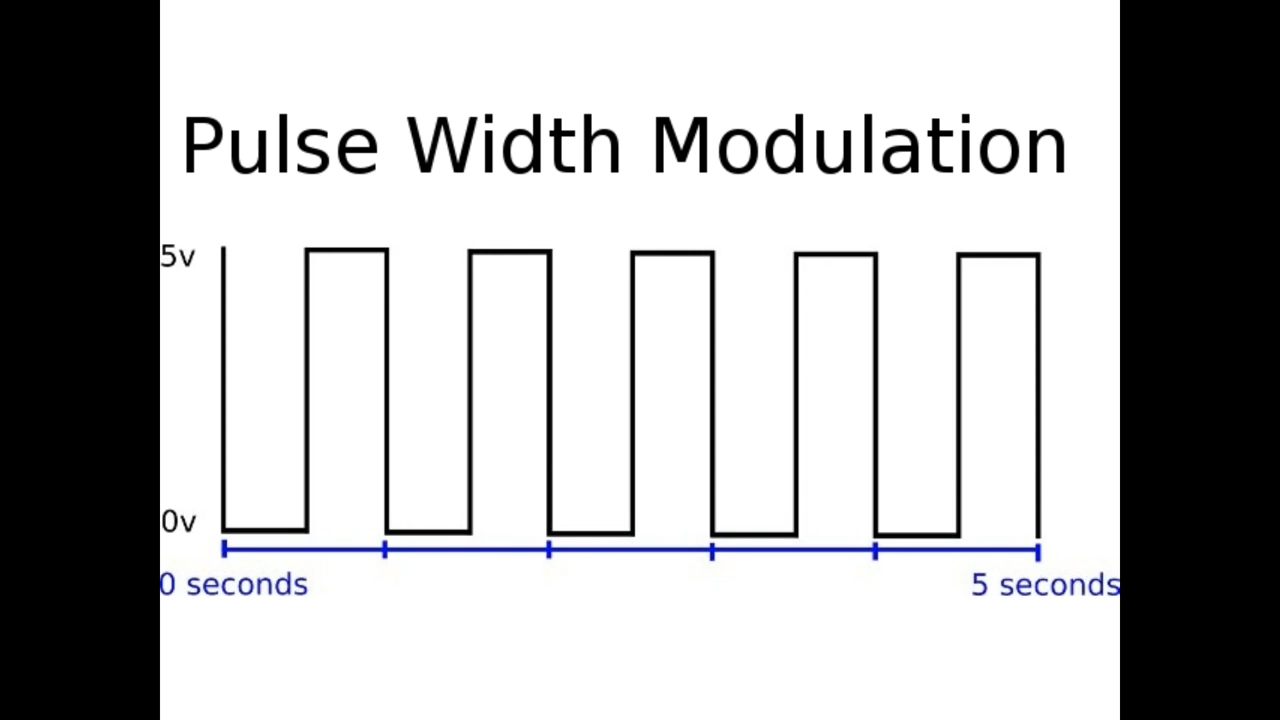 Pulse Width Modulation
5v
0v
0 seconds
5 seconds